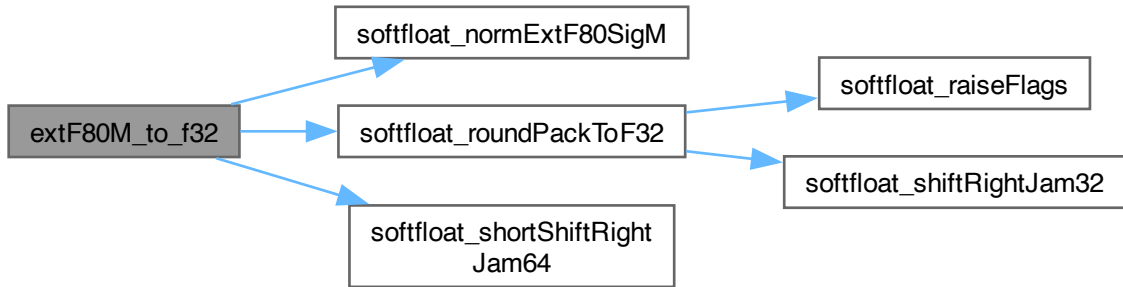 softfloat_normExtF80SigM
softfloat_raiseFlags
extF80M_to_f32
softfloat_roundPackToF32
softfloat_shiftRightJam32
softfloat_shortShiftRight
Jam64